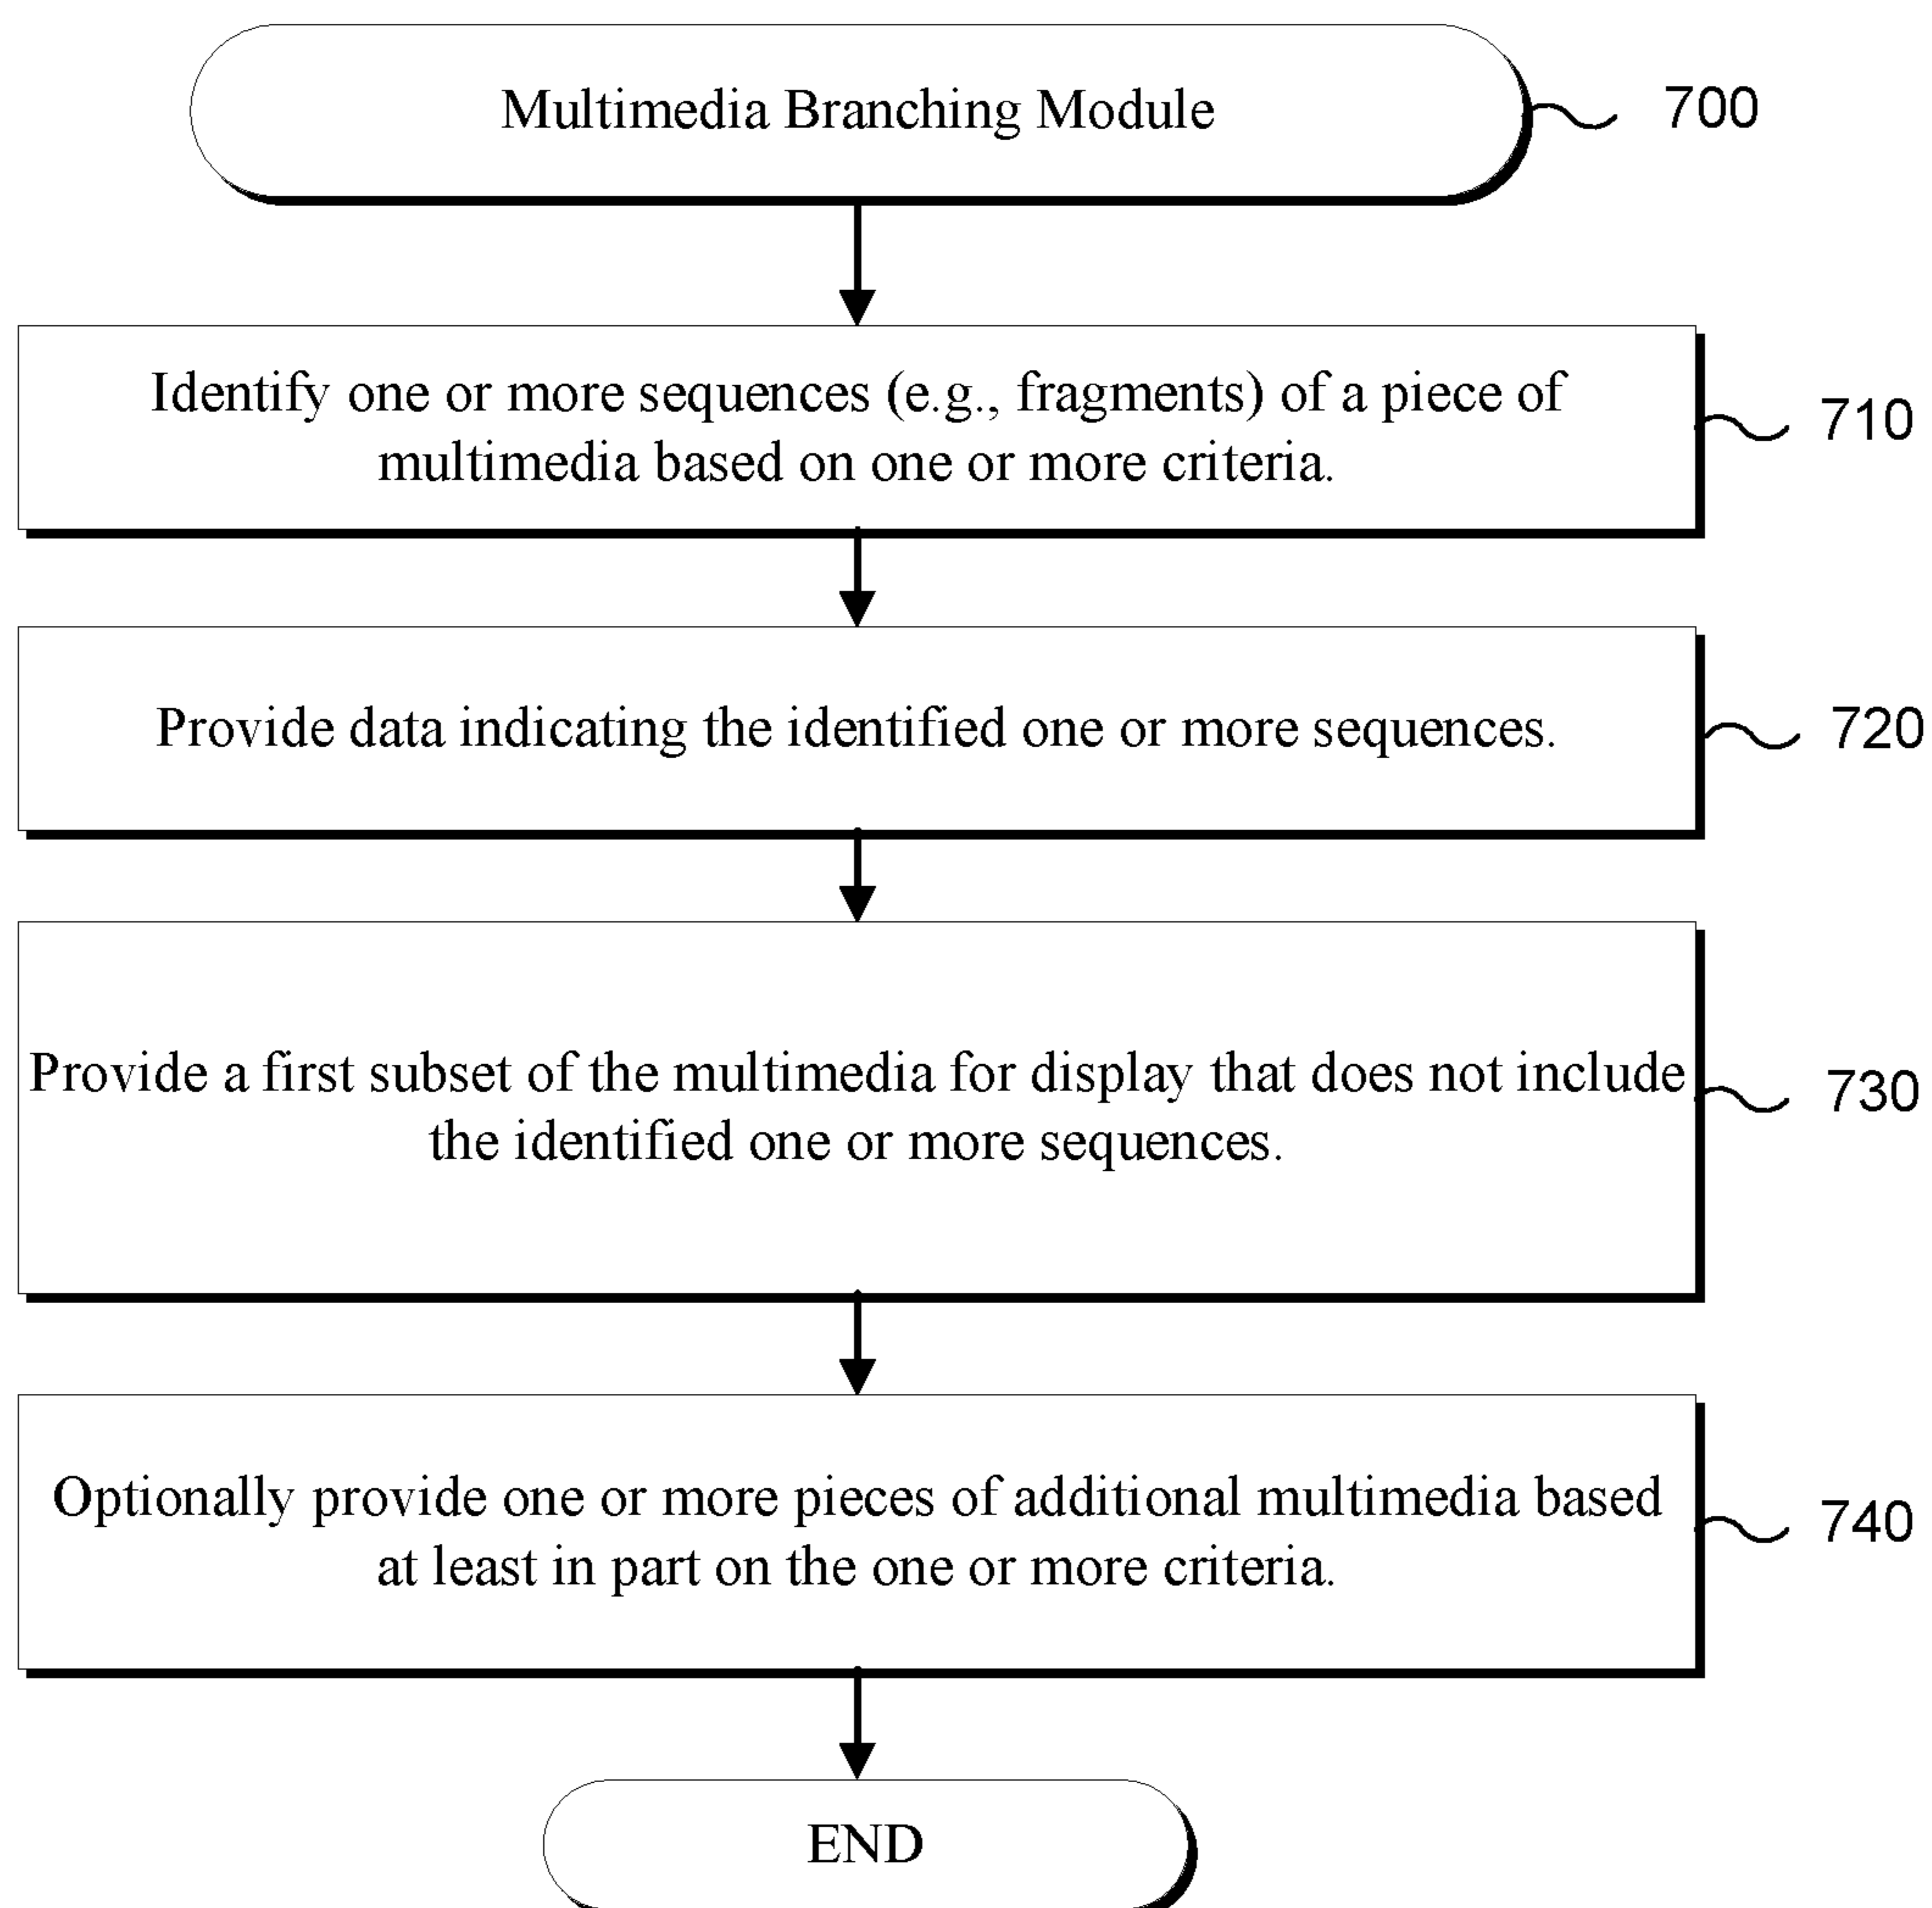 Multimedia Branching Module
700
Identify one or more sequences (e.g., fragments) of a piece of
multimedia based on one or more criteria.
710
Provide data indicating the identified one or more sequences.
720
Provide a first subset of the multimedia for display that does not include
the identified one or more sequences.
730
Optionally provide one or more pieces of additional multimedia based
at least in part on the one or more criteria.
740
END